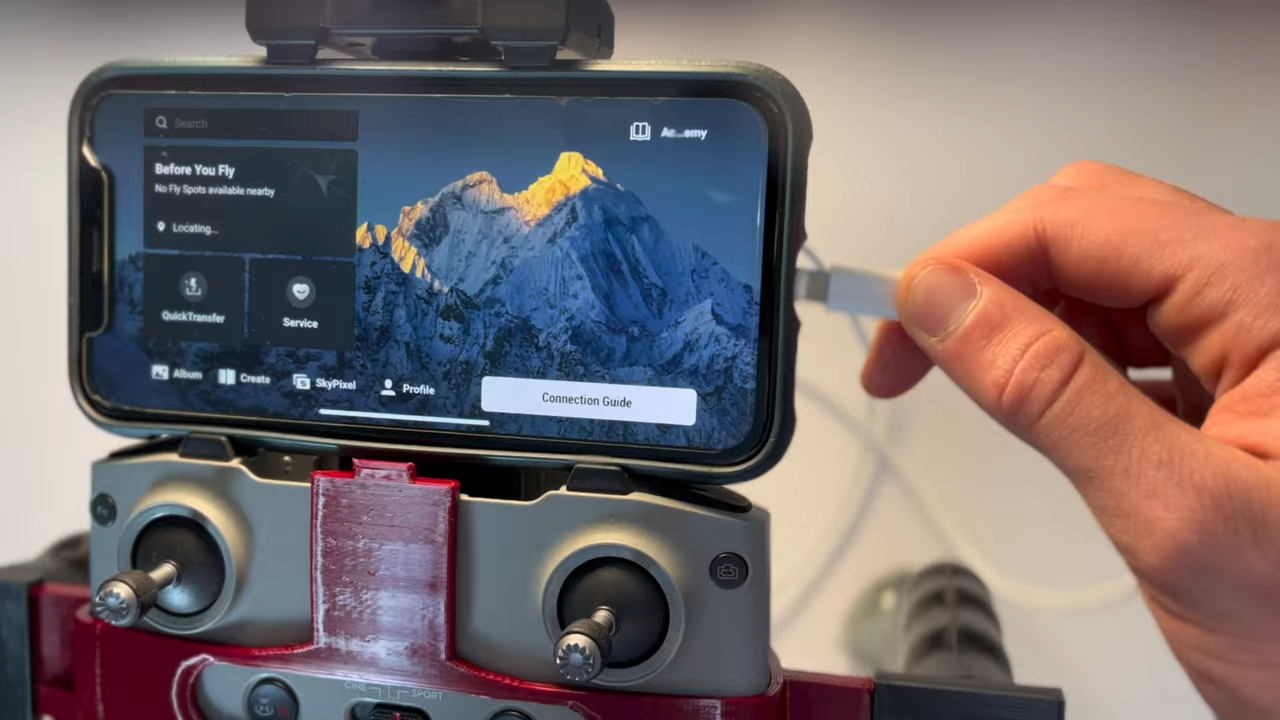 Search
Before You Fly
No Fly Spots available nearby
Locating...
QuickTransfer
Service
Album
Create
SkyPixel
Profile
Connection Guide
CINE
SPORT